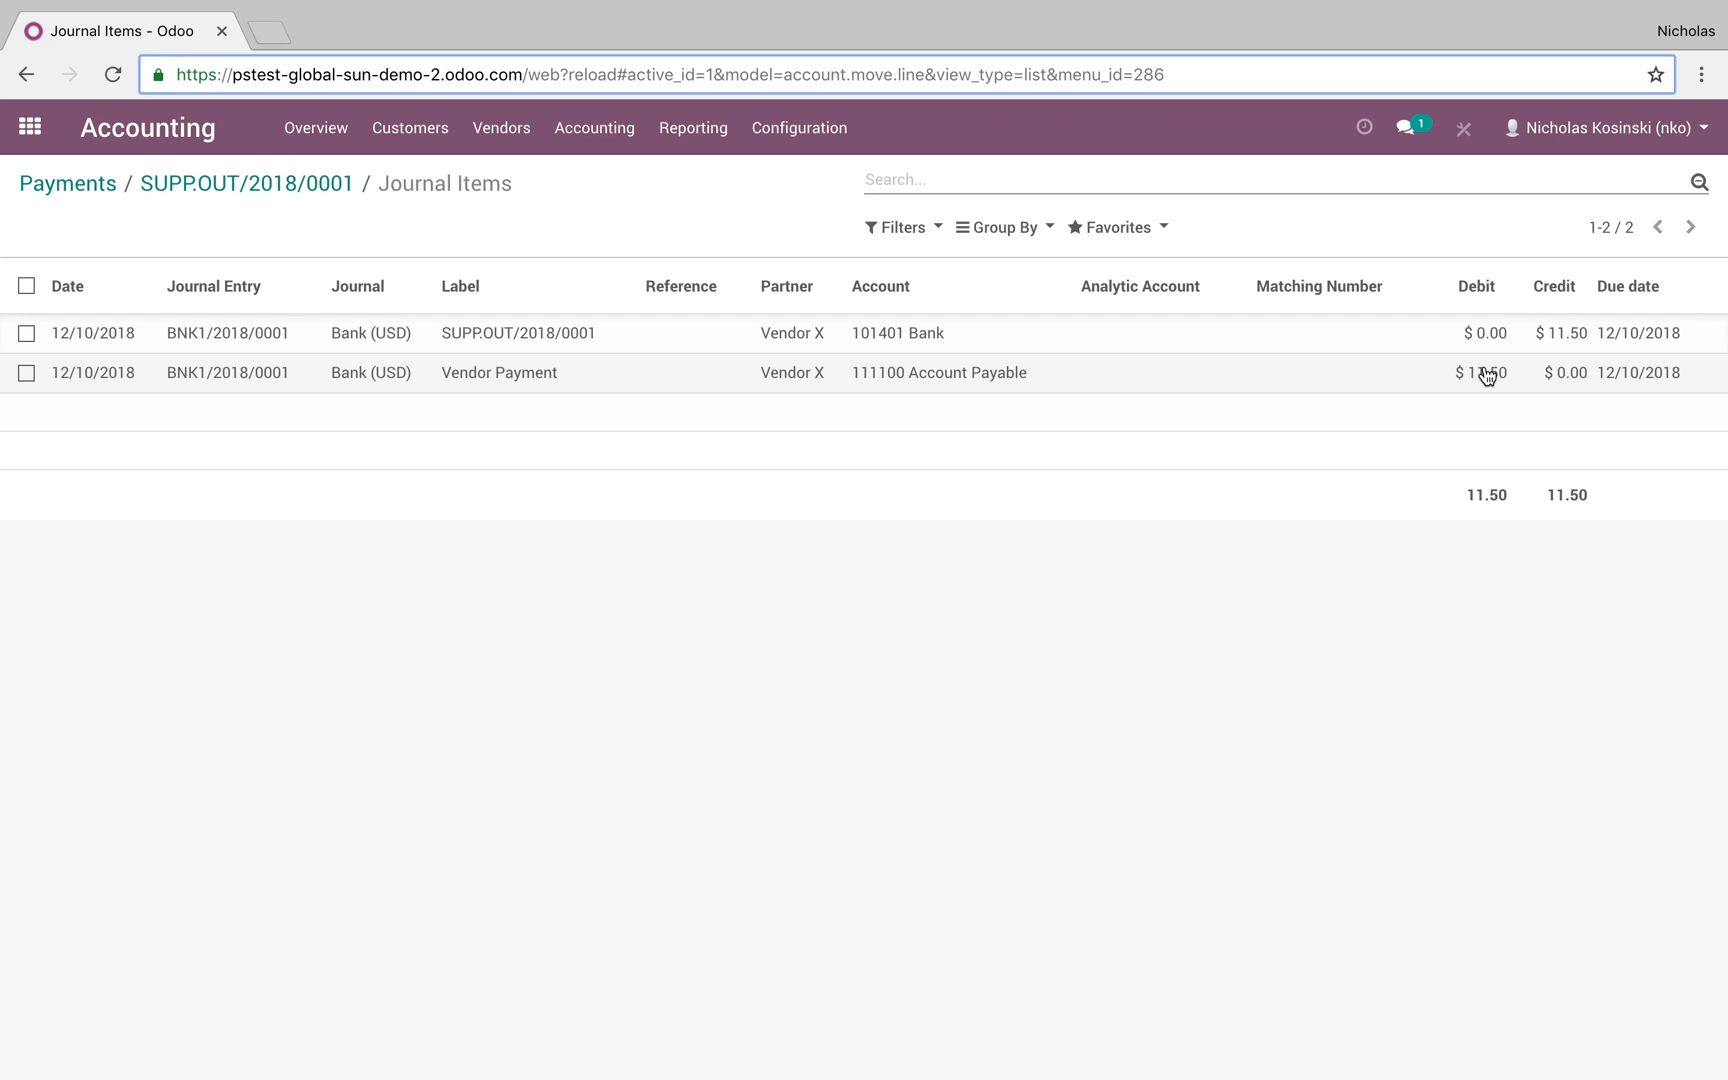 Journal Items - Odoo
Nicholas
https://pstest-global-sun-demo-2.odoo.com/web?reload#active_id=1&model=account.move.line&view_type=list&menu_id=286
Accounting Overview Customers Vendors Accounting Reporting Configuration 1 Nicholas Kosinski (nko)
Payments / SUPP.OUT/2018/0001 / Journal Items Search...
Filters Group By Favorites 1-2 / 2
Date Journal Entry Journal Label Reference Partner Account Analytic Account Matching Number Debit Credit Due date
12/10/2018 BNK1/2018/0001 Bank (USD) SUPP.OUT/2018/0001 Vendor X 101401 Bank $ 0.00 $ 11.50 12/10/2018
12/10/2018 BNK1/2018/0001 Bank (USD) Vendor Payment Vendor X 111100 Account Payable $ 0.00 12/10/2018
11.50 11.50